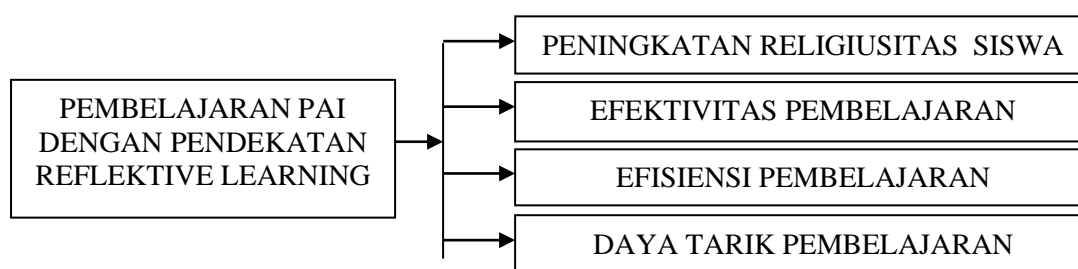 PEMBELAJARAN PAI
DENGAN PENDEKATAN
REFLEKTIVE LEARNING
PENINGKATAN RELIGIUSITAS SISWA
EFEKTIVITAS PEMBELAJARAN
EFISIENSI PEMBELAJARAN
DAYA TARIK PEMBELAJARAN